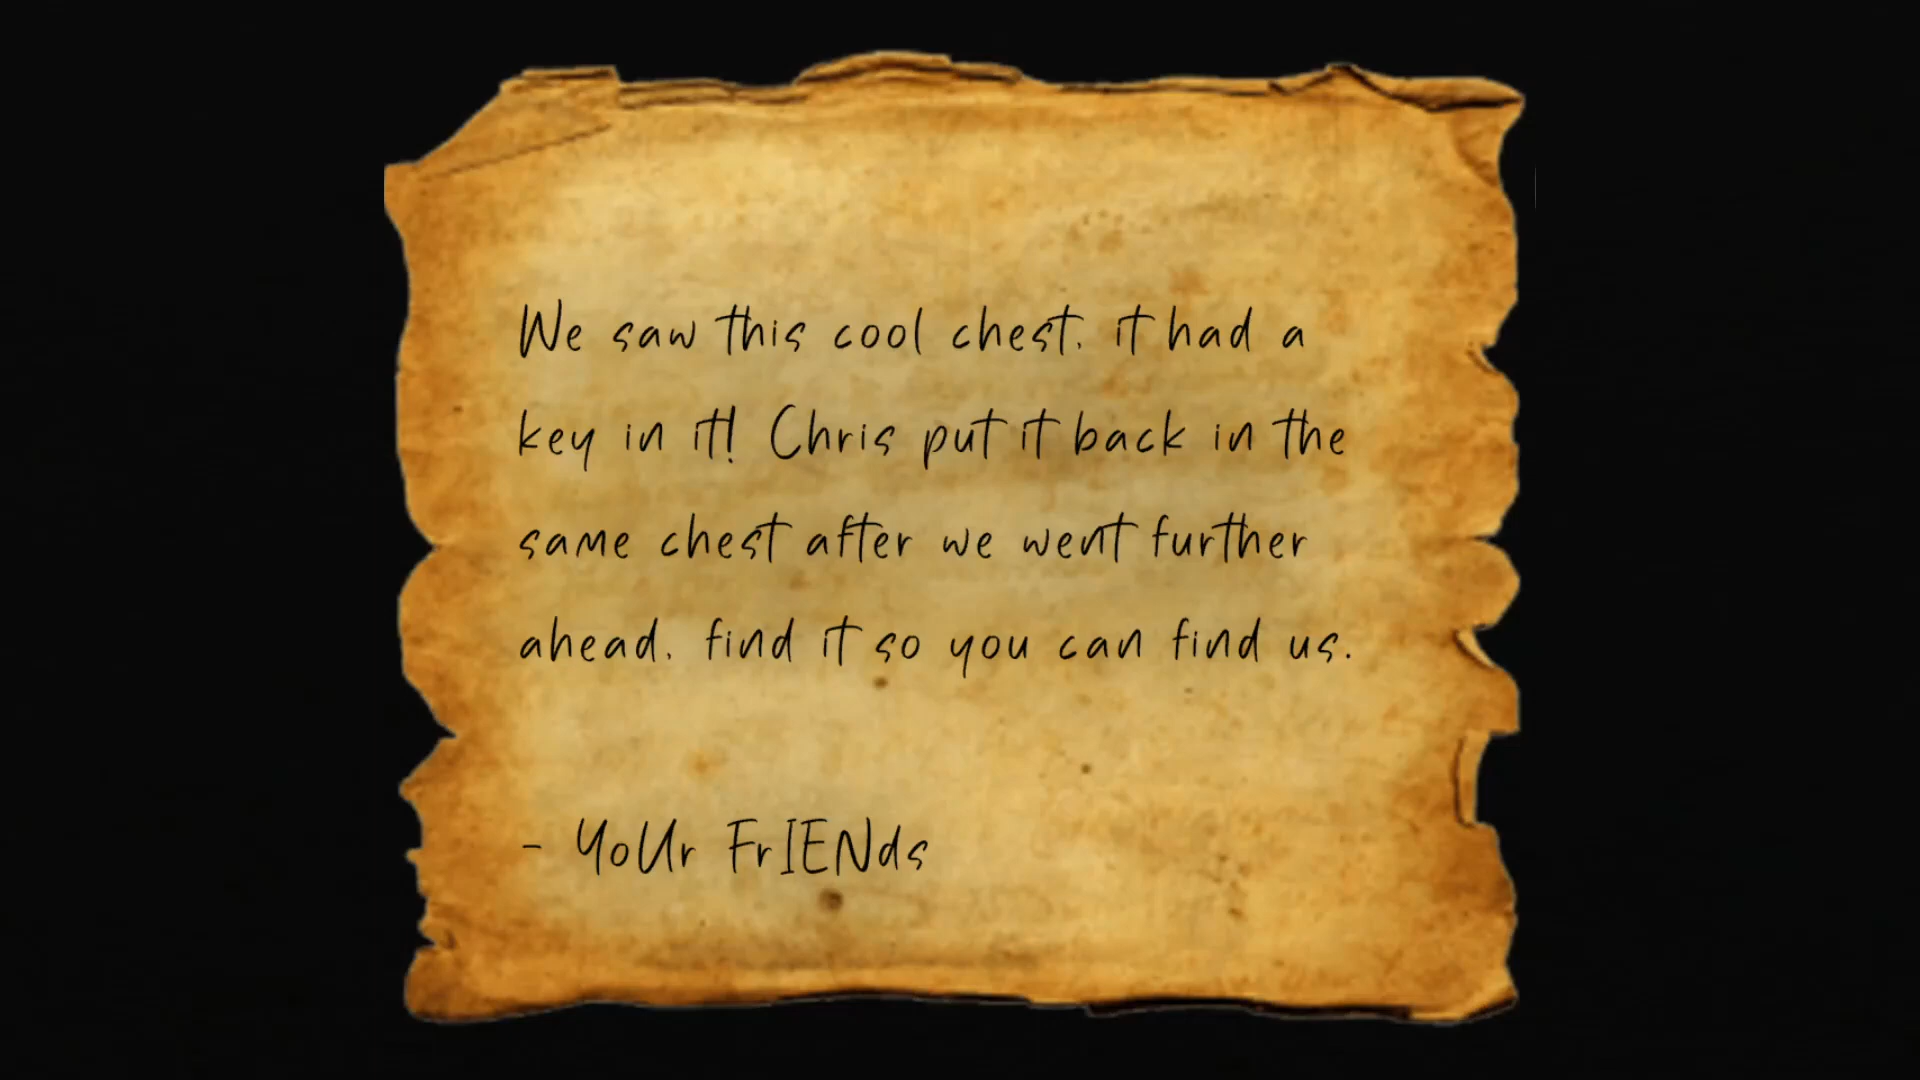 We saw this cool chest, it had a
key in it! Chris put it back in the
same chest after we went further
ahead, find it so you can find us.
- YoUr FrIENds